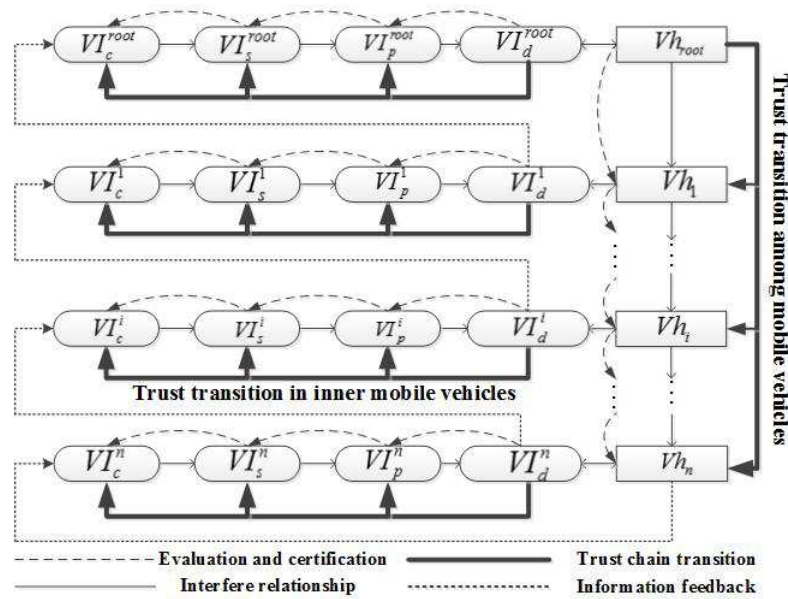 VI_c^{root} VI_s^{root} VI_p^{root} VI_d^{root} Vh_{root}
VI_c^1 VI_s^1 VI_p^1 VI_d^1 Vh_1
VI_c^i VI_s^i VI_p^i VI_d^i Vh_i
Trust transition in inner mobile vehicles
VI_c^n VI_s^n VI_p^n VI_d^n Vh_n
Trust transition among mobile vehicles
Evaluation and certification Trust chain transition
Interfere relationship Information feedback